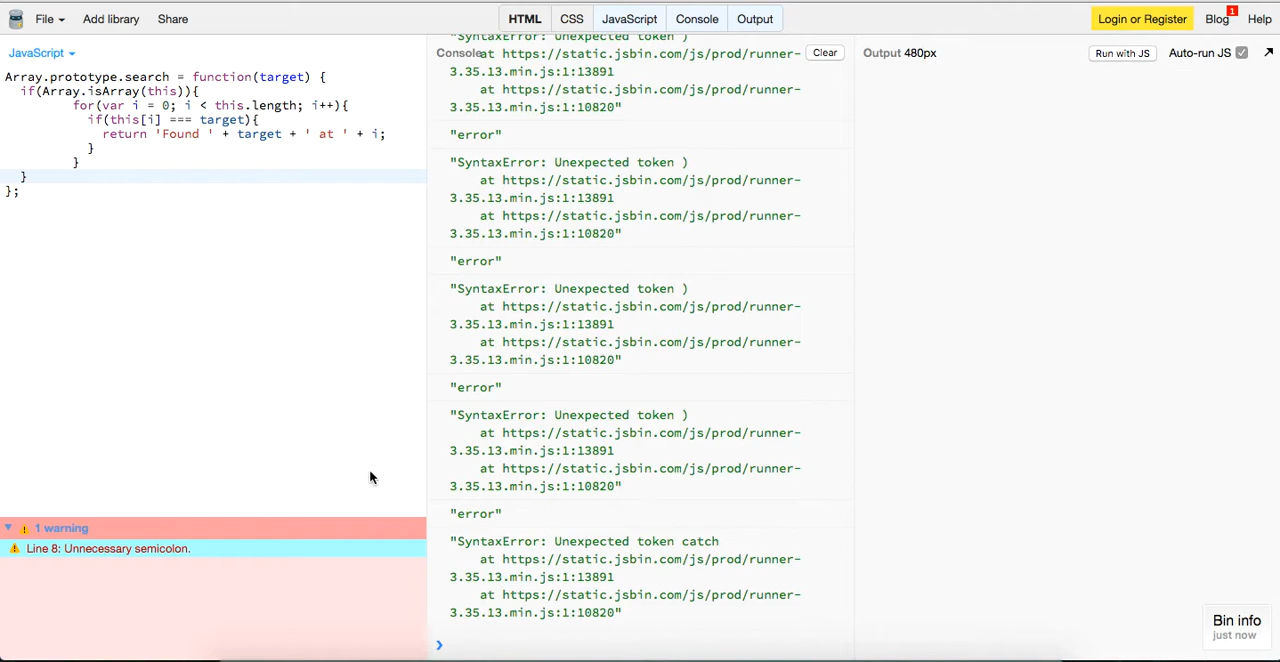 File
Add library
Share
HTML
CSS
JavaScript
Console
Output
Login or Register
Blog
1
Help
JavaScript
Array.prototype.search = function(target) {
if(Array.isArray(this)){
for(var i = 0; i < this.length; i++){
if(this[i] === target){
return 'Found ' + target + ' at ' + i;
}
}
}
};
1 warning
Line 8: Unnecessary semicolon.
Console
Clear
"SyntaxError: Unexpected token )
at https://static.jsbin.com/js/prod/runner-
3.35.13.min.js:1:13891
at https://static.jsbin.com/js/prod/runner-
3.35.13.min.js:1:10820"
"error"
"SyntaxError: Unexpected token )
at https://static.jsbin.com/js/prod/runner-
3.35.13.min.js:1:13891
at https://static.jsbin.com/js/prod/runner-
3.35.13.min.js:1:10820"
"error"
"SyntaxError: Unexpected token )
at https://static.jsbin.com/js/prod/runner-
3.35.13.min.js:1:13891
at https://static.jsbin.com/js/prod/runner-
3.35.13.min.js:1:10820"
"error"
"SyntaxError: Unexpected token )
at https://static.jsbin.com/js/prod/runner-
3.35.13.min.js:1:13891
at https://static.jsbin.com/js/prod/runner-
3.35.13.min.js:1:10820"
"error"
"SyntaxError: Unexpected token catch
at https://static.jsbin.com/js/prod/runner-
3.35.13.min.js:1:13891
at https://static.jsbin.com/js/prod/runner-
3.35.13.min.js:1:10820"
Output 480px
Run with JS
Auto-run JS
Bin info
just now